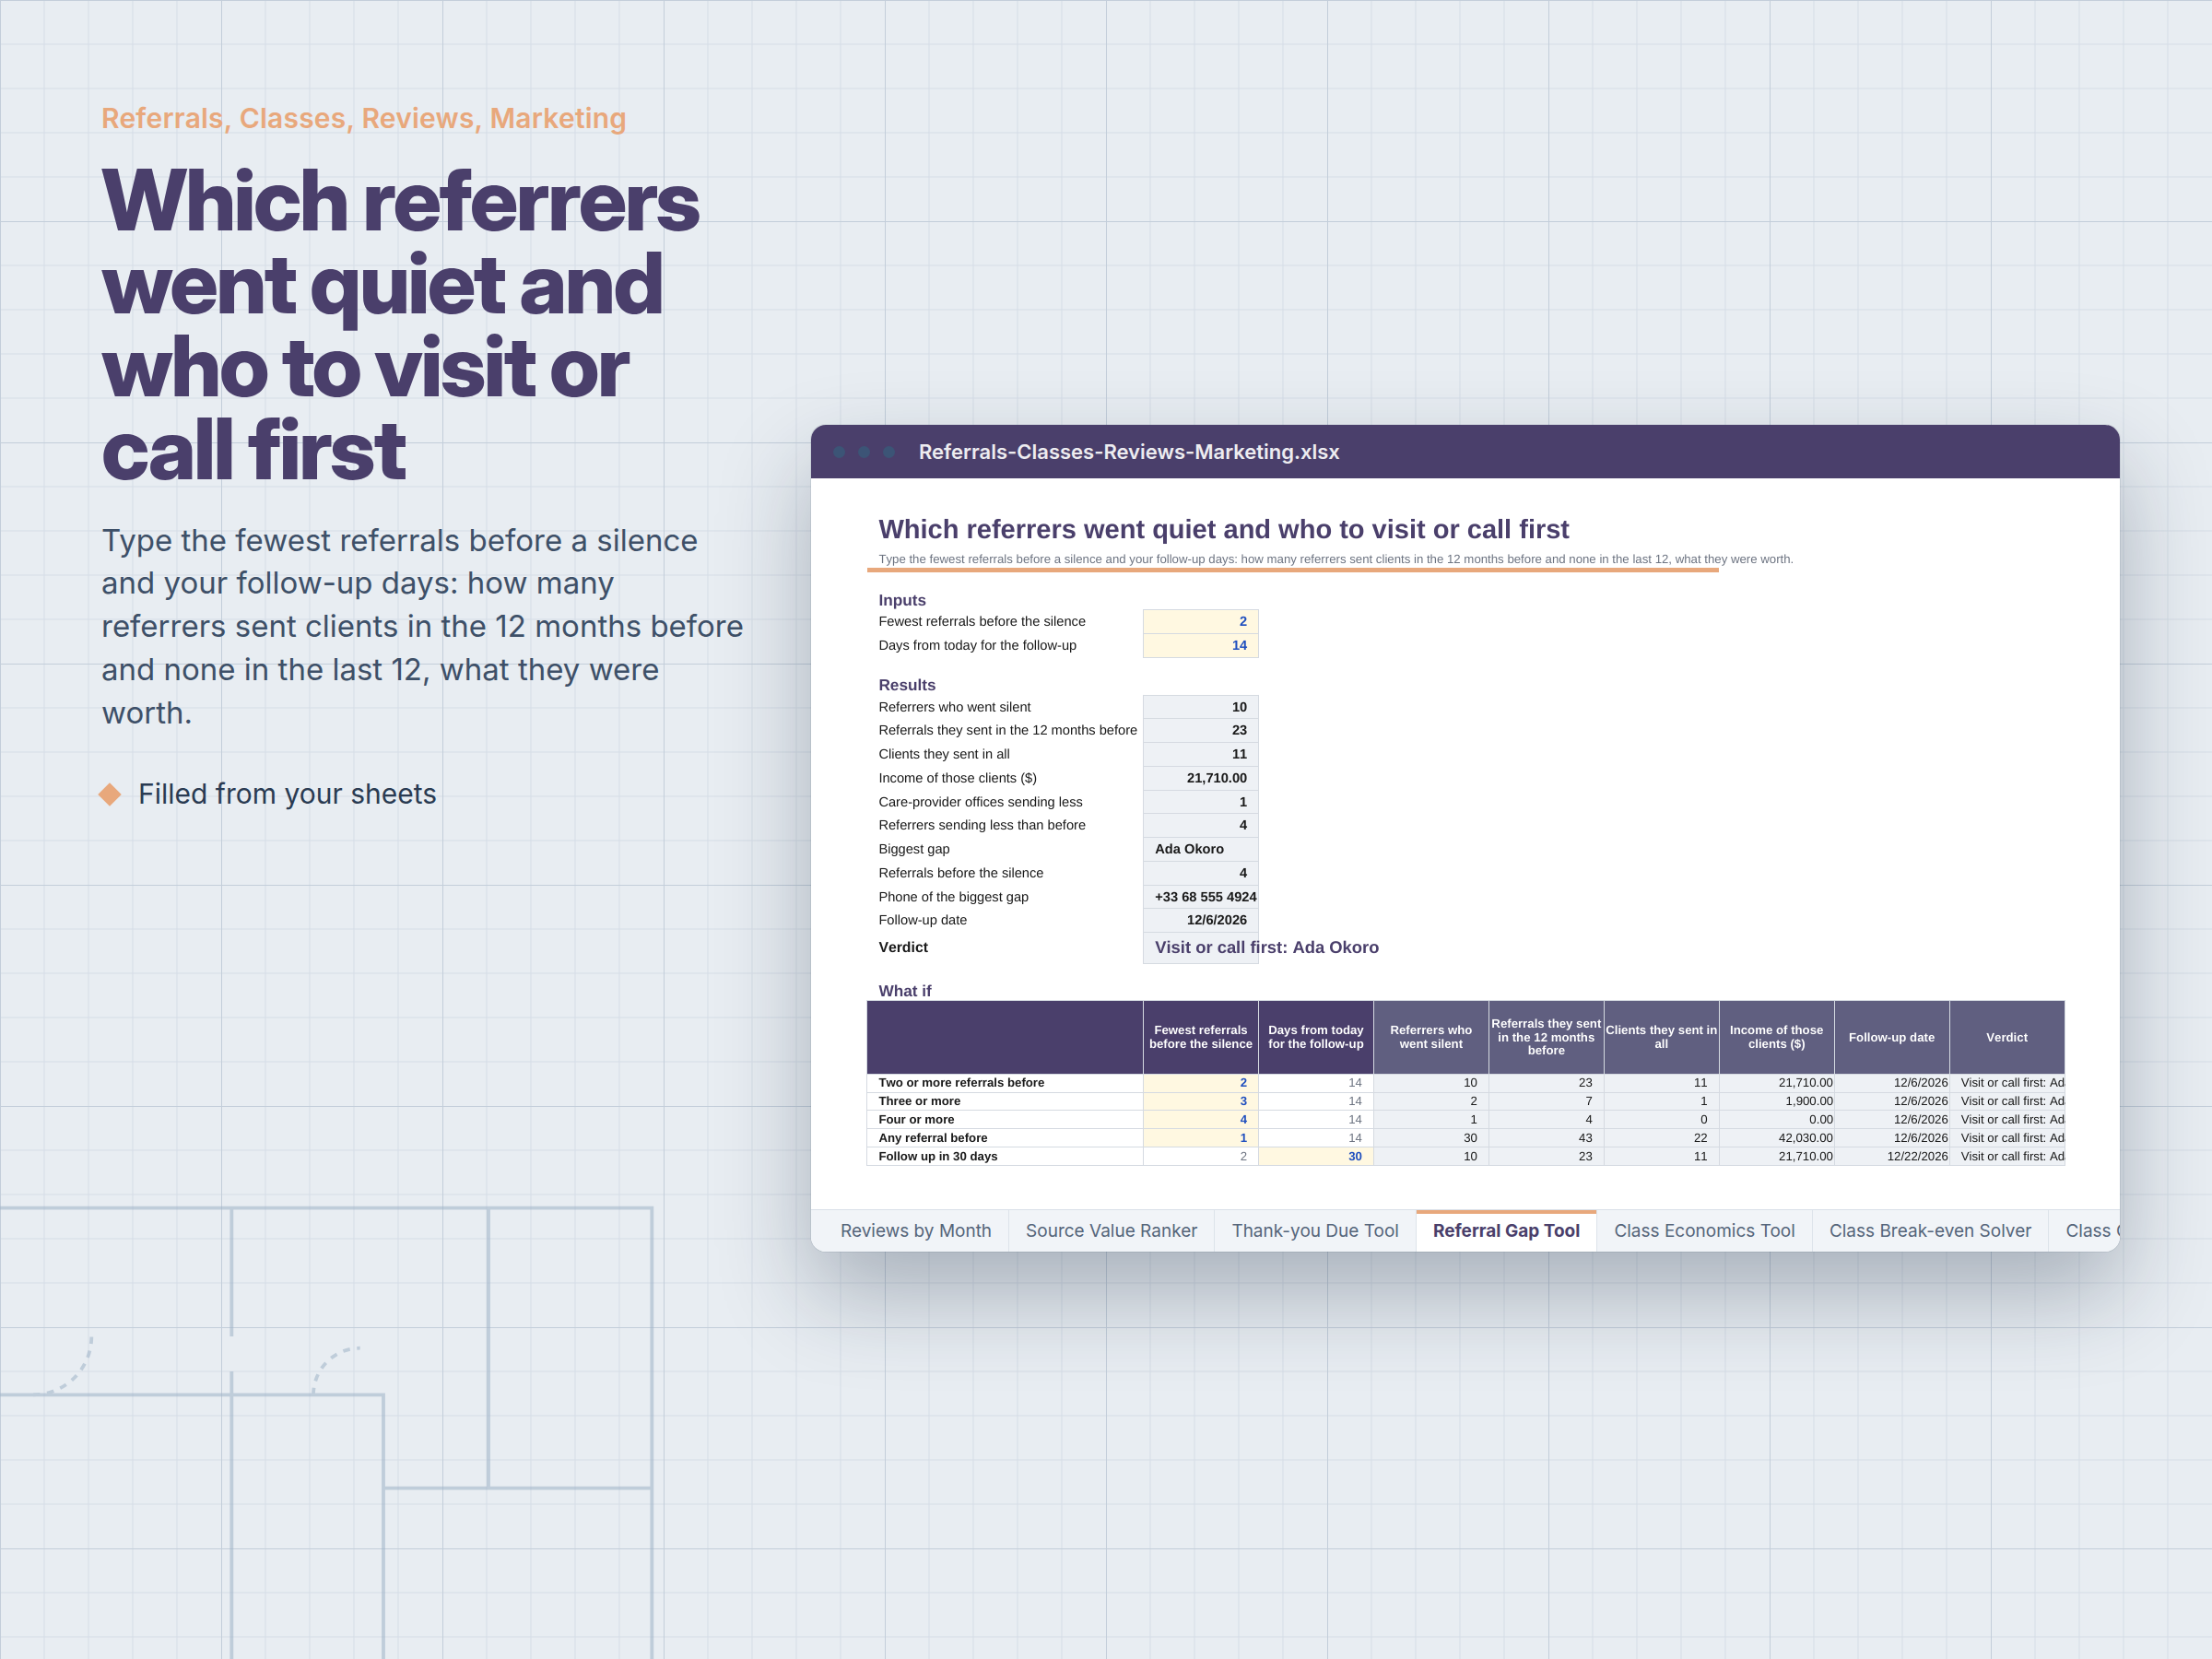 Referrals, Classes, Reviews, Marketing
Which referrers
went quiet and
who to visit or
call first
Type the fewest referrals before a silence
and your follow-up days: how many
referrers sent clients in the 12 months before
and none in the last 12, what they were
worth.
Filled from your sheets
Referrals-Classes-Reviews-Marketing.xlsx
Which referrers went quiet and who to visit or call first
Type the fewest referrals before a silence and your follow-up days: how many referrers sent clients in the 12 months before and none in the last 12, what they were worth.
Inputs
Fewest referrals before the silence 2
Days from today for the follow-up 14
Results
Referrers who went silent 10
Referrals they sent in the 12 months before 23
Clients they sent in all 11
Income of those clients ($) 21,710.00
Care-provider offices sending less 1
Referrers sending less than before 4
Biggest gap Ada Okoro
Referrals before the silence 4
Phone of the biggest gap +33 68 555 4924
Follow-up date 12/6/2026
Verdict Visit or call first: Ada Okoro
What if
Fewest referrals before the silence Days from today for the follow-up Referrers who went silent Referrals they sent in the 12 months before Clients they sent in all Income of those clients ($) Follow-up date Verdict
Two or more referrals before 2 14 10 23 11 21,710.00 12/6/2026 Visit or call first: Ad
Three or more 3 14 2 7 1 1,900.00 12/6/2026 Visit or call first: Ad
Four or more 4 14 1 4 0 0.00 12/6/2026 Visit or call first: Ad
Any referral before 1 14 30 43 22 42,030.00 12/6/2026 Visit or call first: Ad
Follow up in 30 days 2 30 10 23 11 21,710.00 12/22/2026 Visit or call first: Ad
Reviews by Month Source Value Ranker Thank-you Due Tool Referral Gap Tool Class Economics Tool Class Break-even Solver Class